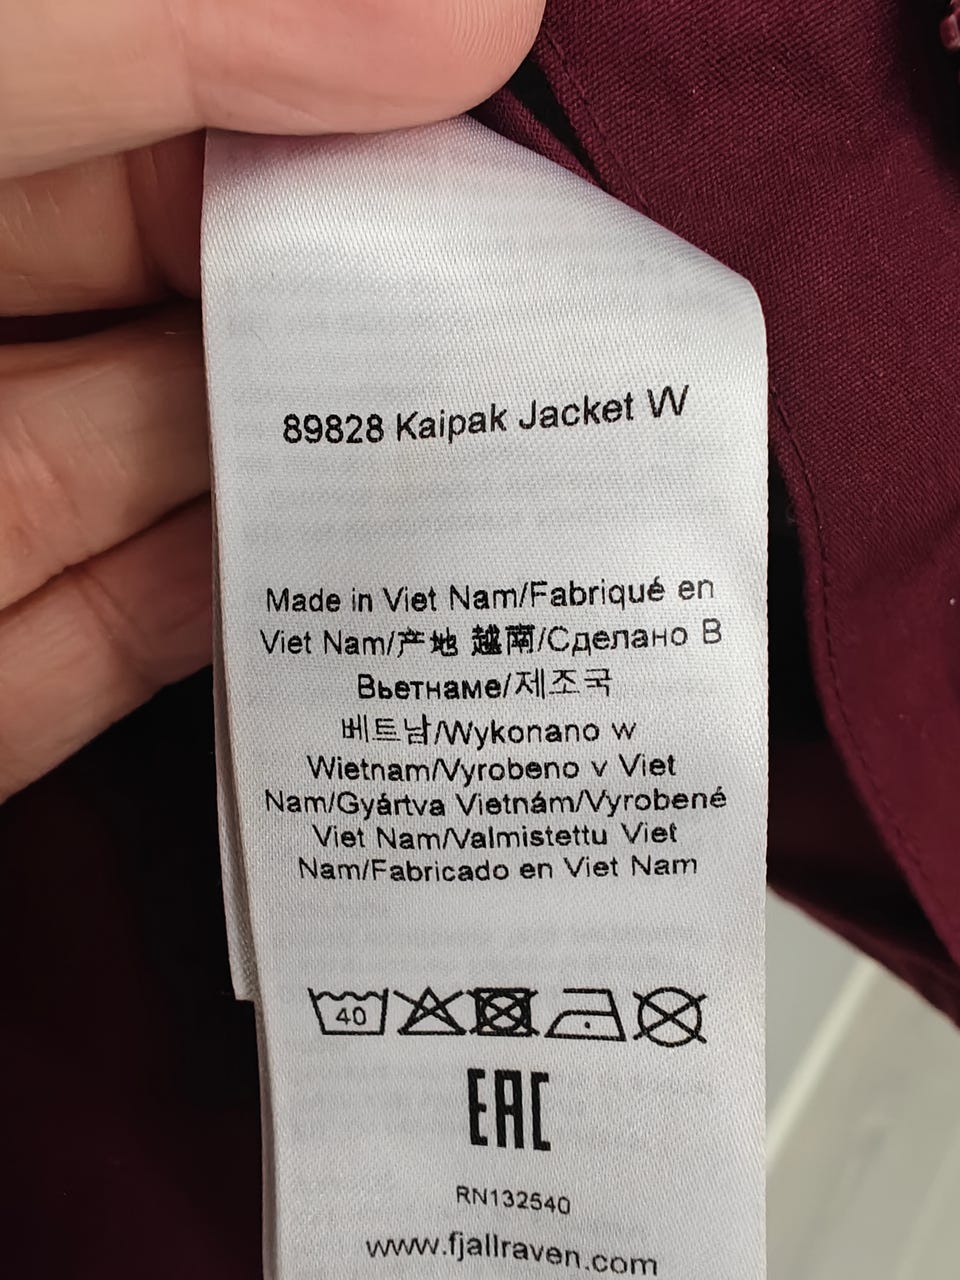 89828 Kaipak Jacket W
Made in Viet Nam/Fabriqué en
Viet Nam/产地 越南/Сделано В
Вьетнаме/제조국
베트남/Wykonano w
Wietnam/Vyrobeno v Viet
Nam/Gyártva Vietnám/Vyrobené
Viet Nam/Valmistettu Viet
Nam/Fabricado en Viet Nam
40
EAC
RN132540
www.fjallraven.com